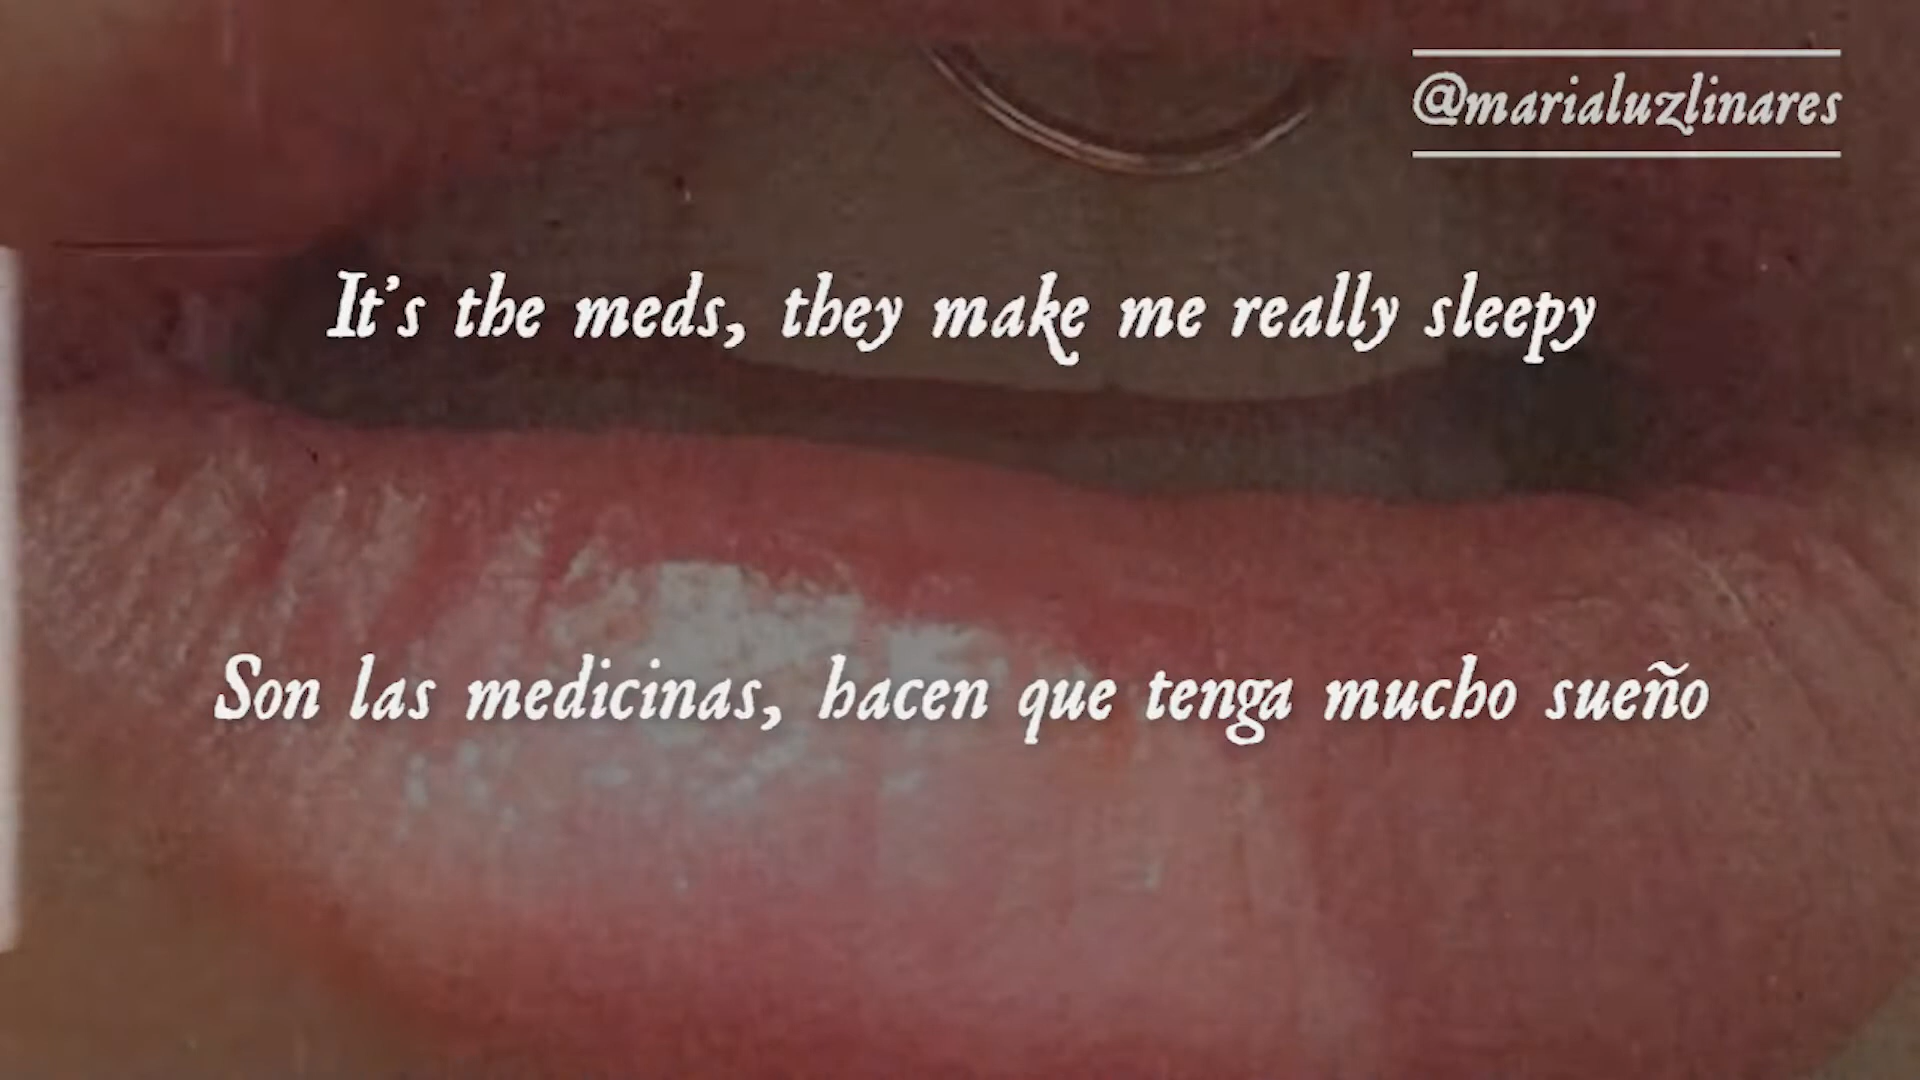 @marialuzlinares
It's the meds, they make me really sleepy
Son las medicinas, hacen que tenga mucho sueño